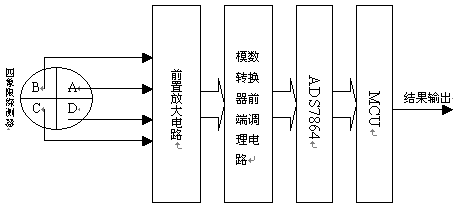 四象限探测器
B A
C D
前置放大电路
模数
转换
器前
端调
理电
路
ADS7864
MCU
结果输出